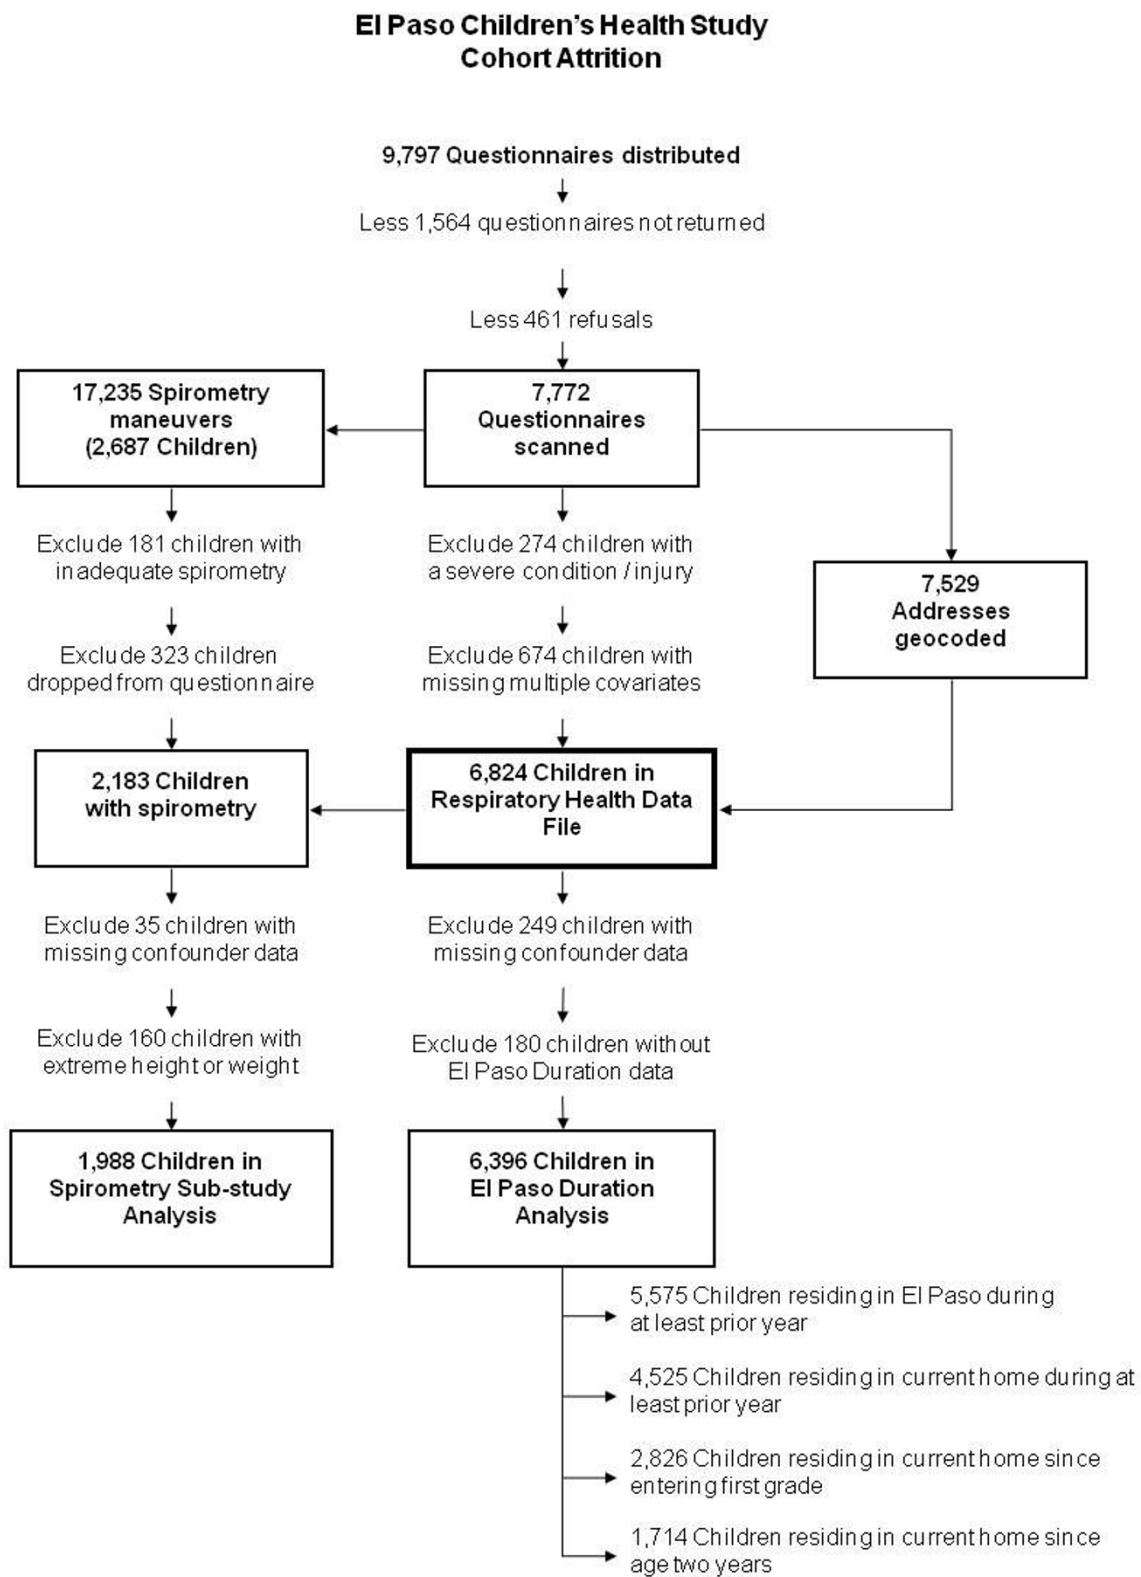 El Paso Children's Health Study
Cohort Attrition
9,797 Questionnaires distributed
Less 1,564 questionnaires not returned
Less 461 refusals
17,235 Spirometry
maneuvers
(2,687 Children)
7,772
Questionnaires
scanned
Exclude 181 children with
inadequate spirometry
Exclude 274 children with
a severe condition / injury
7,529
Addresses
geocoded
Exclude 323 children
dropped from questionnaire
Exclude 674 children with
missing multiple covariates
2,183 Children
with spirometry
6,824 Children in
Respiratory Health Data
File
Exclude 35 children with
missing confounder data
Exclude 249 children with
missing confounder data
Exclude 160 children with
extreme height or weight
Exclude 180 children without
El Paso Duration data
1,988 Children in
Spirometry Sub-study
Analysis
6,396 Children in
El Paso Duration
Analysis
5,575 Children residing in El Paso during
at least prior year
4,525 Children residing in current home during at
least prior year
2,826 Children residing in current home since
entering first grade
1,714 Children residing in current home since
age two years